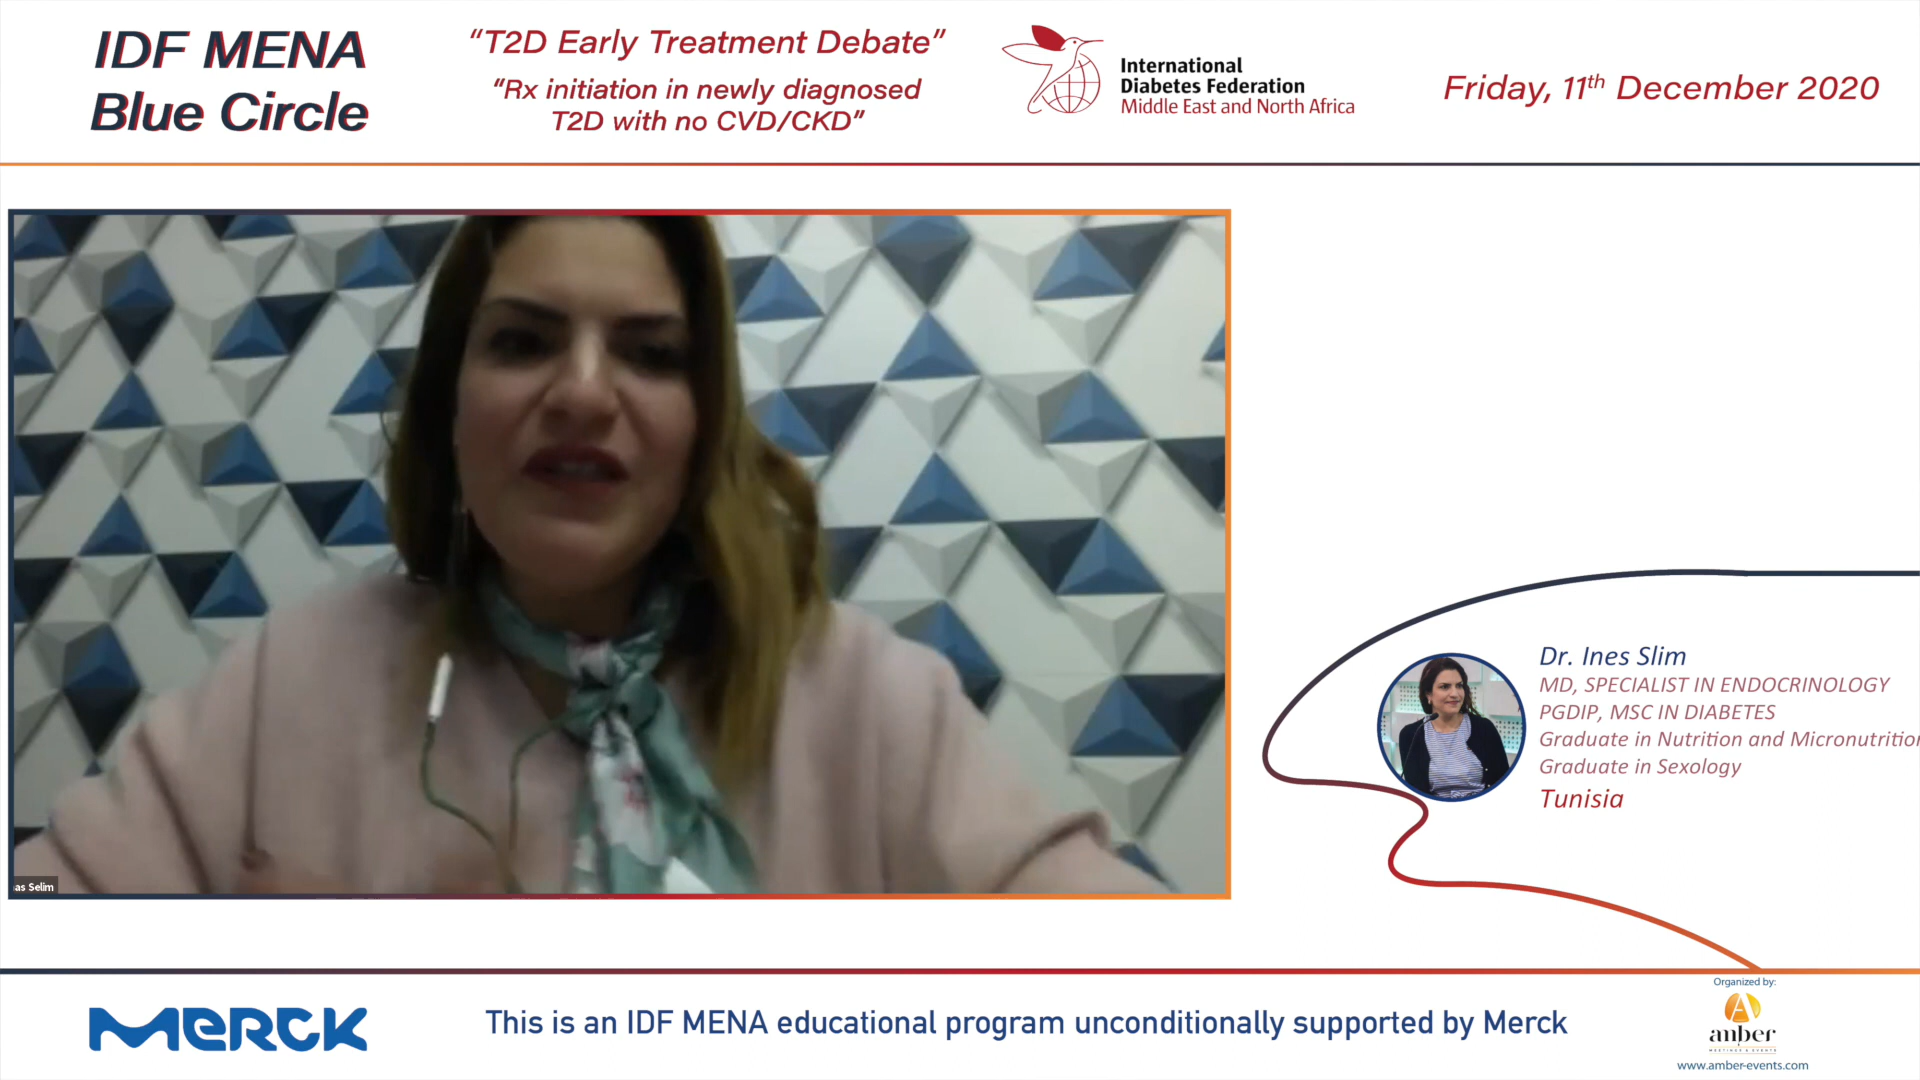 IDF MENA
Blue Circle
“T2D Early Treatment Debate”
“Rx initiation in newly diagnosed
T2D with no CVD/CKD”
International
Diabetes Federation
Middle East and North Africa
Friday, 11th December 2020
as Selim
Dr. Ines Slim
MD, SPECIALIST IN ENDOCRINOLOGY
PGDIP, MSC IN DIABETES
Graduate in Nutrition and Micronutrition
Graduate in Sexology
Tunisia
MERCK
This is an IDF MENA educational program unconditionally supported by Merck
Organized by:
A
amber
MEETINGS & EVENTS
www.amber-events.com